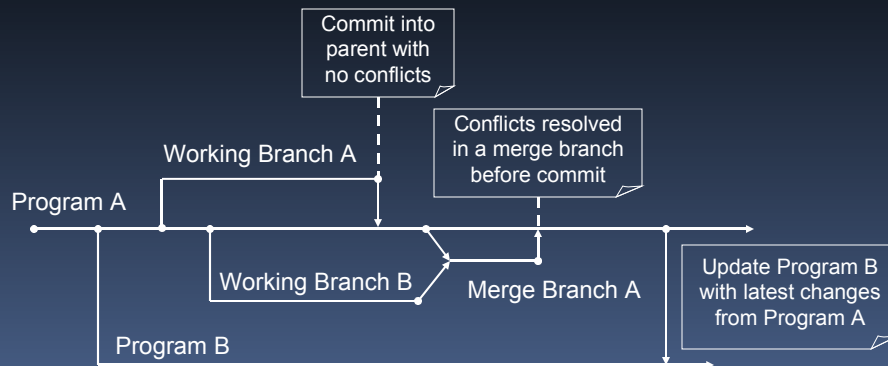 Commit into
parent with
no conflicts
Conflicts resolved
in a merge branch
before commit
Working Branch A
Program A
Working Branch B
Merge Branch A
Update Program B
with latest changes
from Program A
Program B